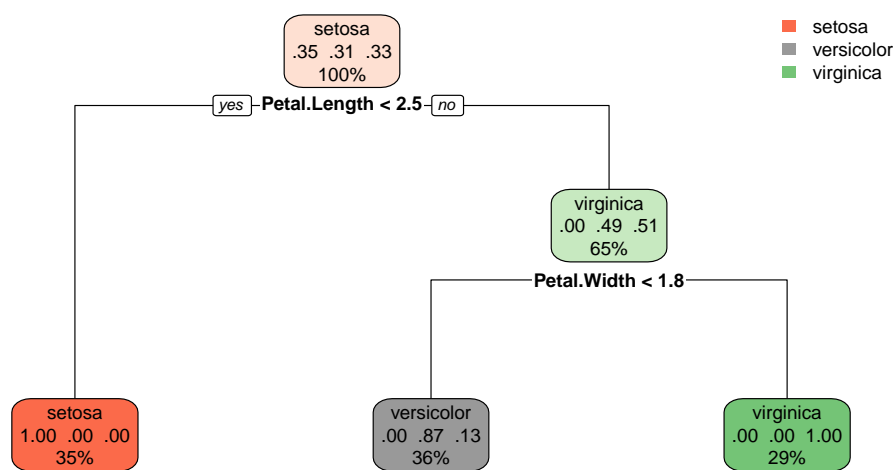 setosa
.35 .31 .33
100%
setosa
versicolor
virginica
yes Petal.Length < 2.5 no
virginica
.00 .49 .51
65%
Petal.Width < 1.8
setosa
1.00 .00 .00
35%
versicolor
.00 .87 .13
36%
virginica
.00 .00 1.00
29%